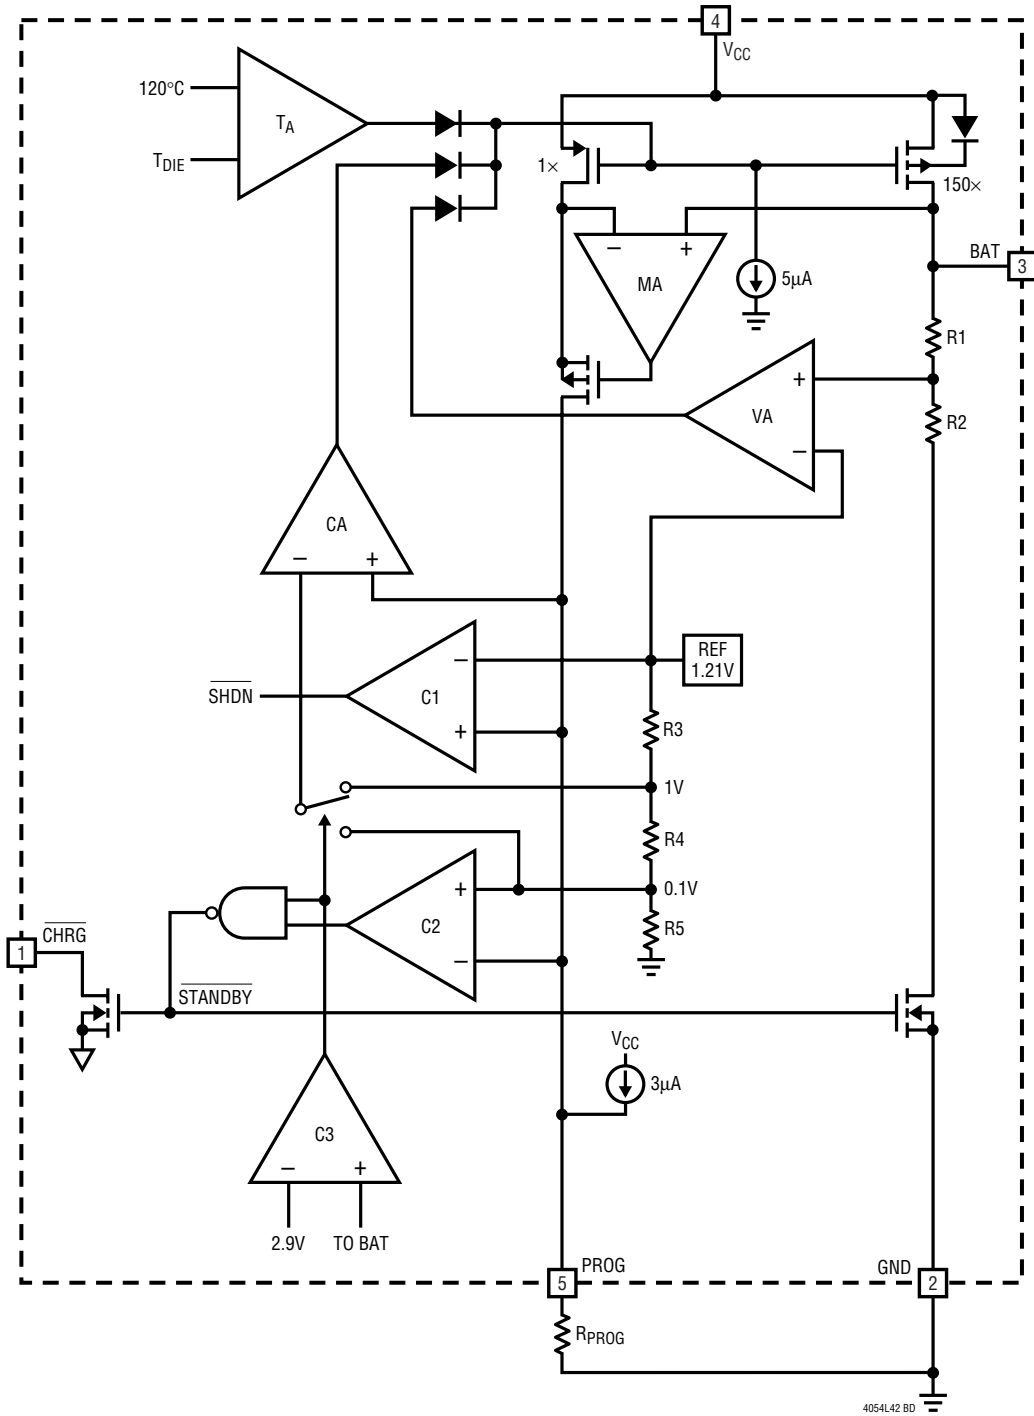 4
VCC
120°C
TA
TDIE
1×
150×
– +
MA
5µA
BAT
3
R1
+
VA
–
R2
CA
– +
REF
1.21V
–
SHDN
C1
+
R3
1V
R4
+
0.1V
C2
R5
–
CHRG
1
STANDBY
VCC
3µA
C3
– +
2.9V
TO BAT
PROG
5
GND
2
RPROG
4054L42 BD